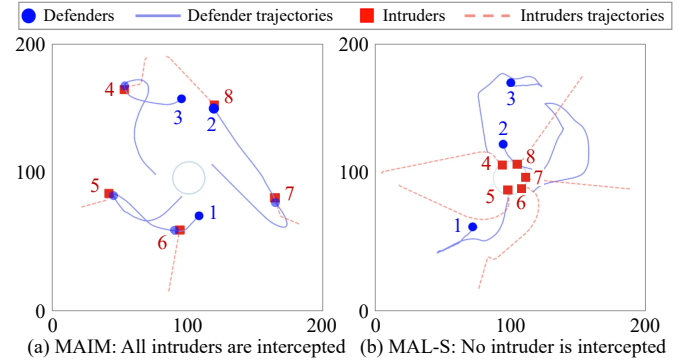 Defenders Defender trajectories Intruders Intruders trajectories
200 200
4 8 3
3 2
2
100 100 4 8
5 7 7
5 6
1 1
6
0 0
0 100 200 0 100 200
(a) MAIM: All intruders are intercepted (b) MAL-S: No intruder is intercepted